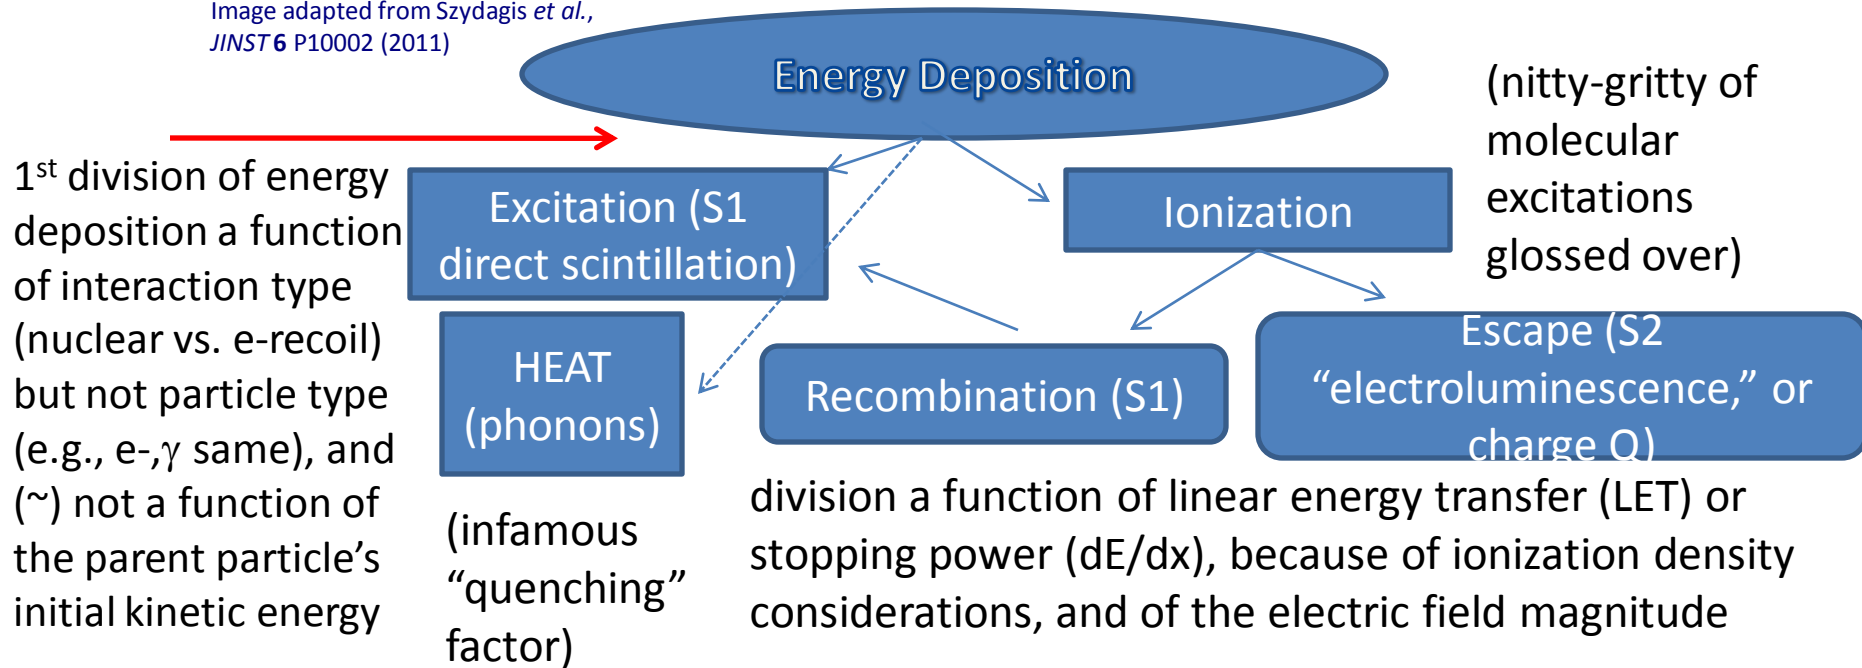 Image adapted from Szydagis et al.,
JINST 6 P10002 (2011)
Energy Deposition
(nitty-gritty of
molecular
excitations
glossed over)
1st division of energy
deposition a function
of interaction type
(nuclear vs. e-recoil)
but not particle type
(e.g., e-,γ same), and
(~) not a function of
the parent particle’s
initial kinetic energy
Excitation (S1
direct scintillation)
Ionization
HEAT
(phonons)
Recombination (S1)
Escape (S2
“electroluminescence,” or
charge Q)
(infamous
“quenching”
factor)
division a function of linear energy transfer (LET) or
stopping power (dE/dx), because of ionization density
considerations, and of the electric field magnitude